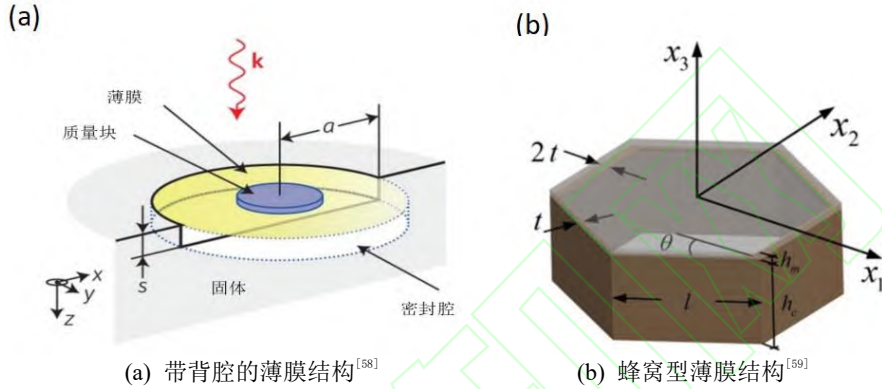 (a)
k
薄膜
质量块
a
s
固体
密封腔
x
y
z
(b)
x₃
x₂
2t
t
θ
hₘ
x₁
l
h꜀
(a) 带背腔的薄膜结构[58]
(b) 蜂窝型薄膜结构[59]